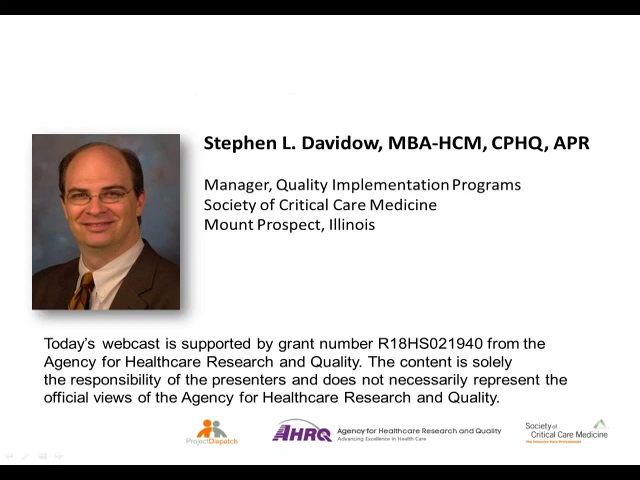 Stephen L. Davidow, MBA-HCM, CPHQ, APR
Manager, Quality Implementation Programs
Society of Critical Care Medicine
Mount Prospect, Illinois
Today's webcast is supported by grant number R18HS021940 from the
Agency for Healthcare Research and Quality. The content is solely
the responsibility of the presenters and does not necessarily represent the
official views of the Agency for Healthcare Research and Quality.
ProjectDispatch
AHRQ
Agency for Healthcare Research and Quality
Advancing Excellence in Health Care
Society of
Critical Care Medicine
The Intensive Care Professionals